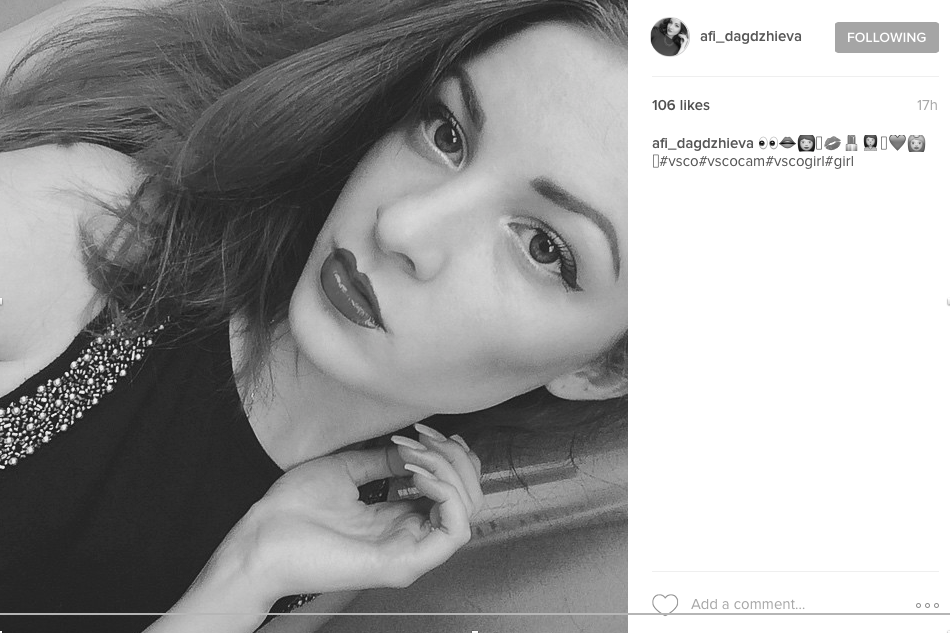 afi_dagdzhieva
FOLLOWING
106 likes
17h
afi_dagdzhieva
#vsco#vscocam#vscogirl#girl
Add a comment...